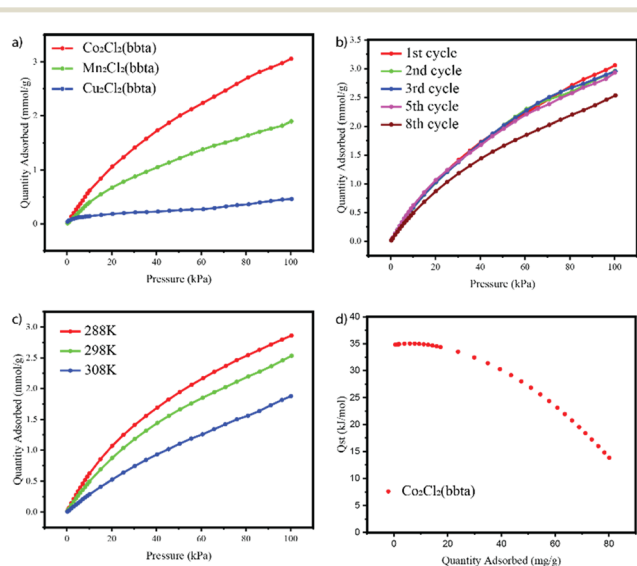 a)
Co₂Cl₂(bbta)
Mn₂Cl₂(bbta)
Cu₂Cl₂(bbta)
Quantity Adsorbed (mmol/g)
3
2
1
0
0 20 40 60 80 100
Pressure (kPa)
b)
1st cycle
2nd cycle
3rd cycle
5th cycle
8th cycle
Quantity Adsorbed (mmol/g)
3.5
3.0
2.5
2.0
1.5
1.0
0.5
0.0
0 20 40 60 80 100
Pressure (kPa)
c)
288K
298K
308K
Quantity Adsorbed (mmol/g)
3.0
2.5
2.0
1.5
1.0
0.5
0.0
0 20 40 60 80 100
Pressure (kPa)
d)
Qst (kJ/mol)
40
35
30
25
20
15
10
5
0
Co₂Cl₂(bbta)
0 20 40 60 80
Quantity Adsorbed (mg/g)